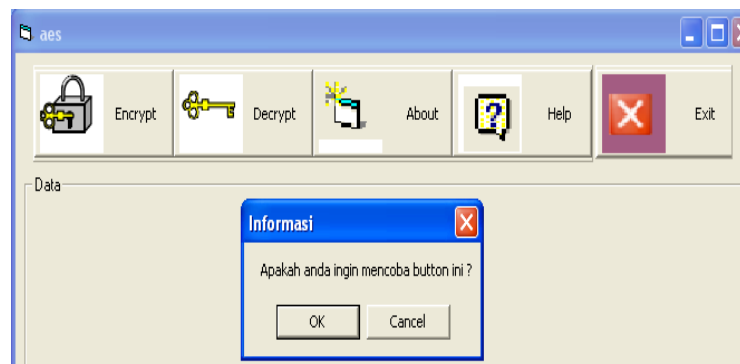 aes
Encrypt Decrypt About Help Exit
Data
Informasi
Apakah anda ingin mencoba button ini ?
OK Cancel